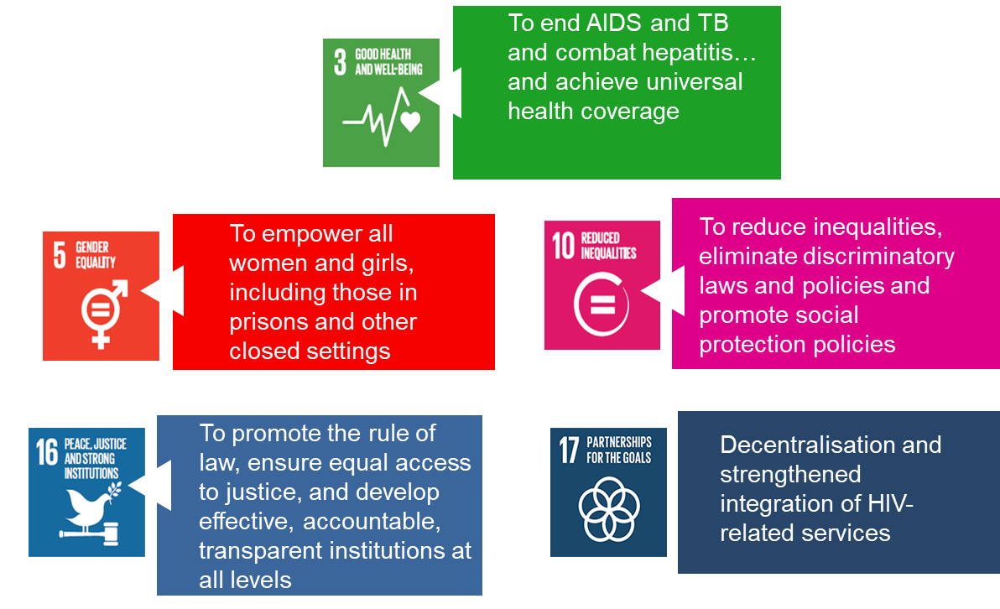 3 GOOD HEALTH
AND WELL-BEING
To end AIDS and TB
and combat hepatitis…
and achieve universal
health coverage
5 GENDER
EQUALITY
To empower all
women and girls,
including those in
prisons and other
closed settings
10 REDUCED
INEQUALITIES
To reduce inequalities,
eliminate discriminatory
laws and policies and
promote social
protection policies
16 PEACE, JUSTICE
AND STRONG
INSTITUTIONS
To promote the rule of
law, ensure equal access
to justice, and develop
effective, accountable,
transparent institutions at
all levels
17 PARTNERSHIPS
FOR THE GOALS
Decentralisation and
strengthened
integration of HIV-
related services